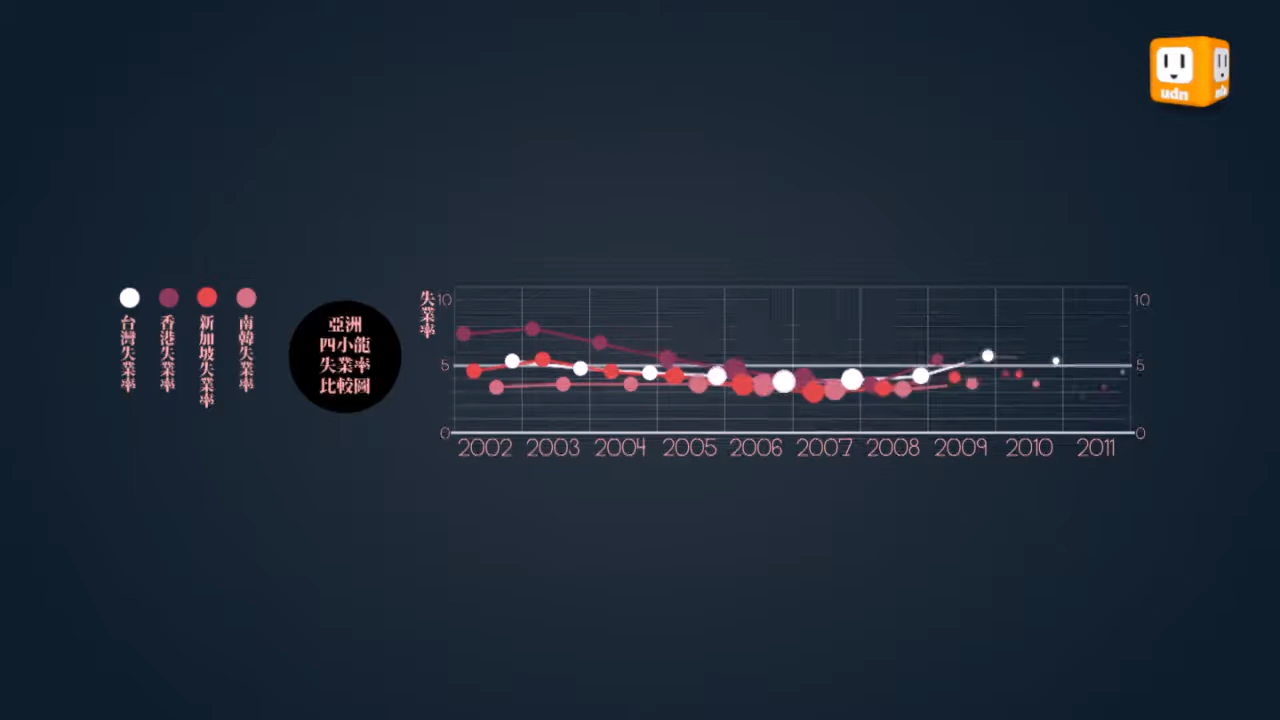 udn
台灣失業率
香港失業率
新加坡失業率
南韓失業率
亞洲
四小龍
失業率
比較圖
失業率
10
5
0
10
5
0
2002 2003 2004 2005 2006 2007 2008 2009 2010 2011